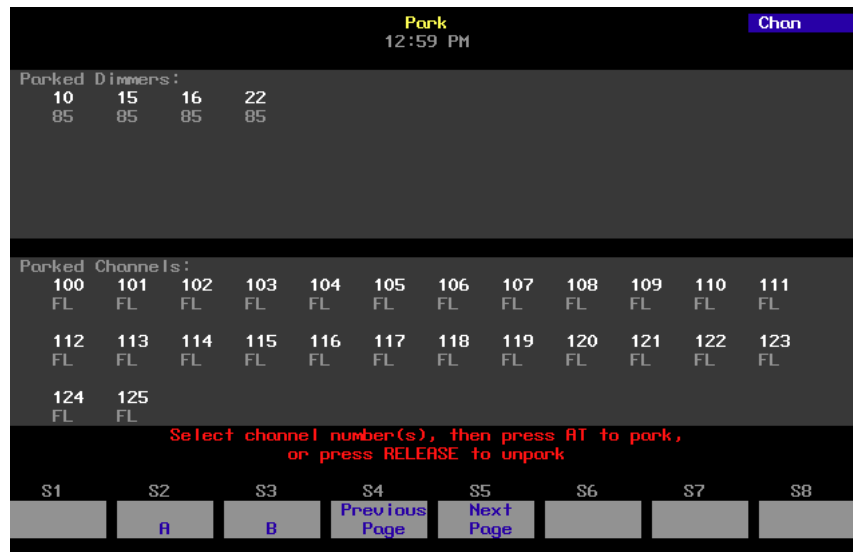 Park
Chan
12:59 PM
Parked Dimmers:
10 15 16 22
85 85 85 85
Parked Channels:
100 101 102 103 104 105 106 107 108 109 110 111
FL FL FL FL FL FL FL FL FL FL FL FL
112 113 114 115 116 117 118 119 120 121 122 123
FL FL FL FL FL FL FL FL FL FL FL FL
124 125
FL FL
Select channel number(s), then press AT to park,
or press RELEASE to unpark
S1 S2 S3 S4 S5 S6 S7 S8
Previous Next
A B Page Page